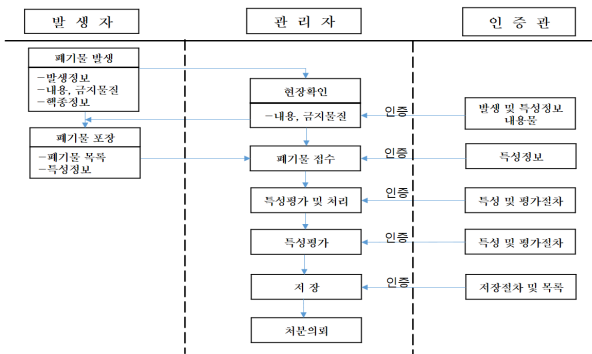 발 생 자
관 리 자
인 증 관
폐기물 발생
-발생정보
-내용, 금지물질
-핵종정보
현장확인
-내용, 금지물질
인증
발생 및 특성정보
내용물
폐기물 포장
-폐기물 목록
-특성정보
폐기물 접수
인증
특성정보
특성평가 및 처리
인증
특성 및 평가절차
특성평가
인증
특성 및 평가절차
저 장
인증
저장절차 및 목록
처분의뢰